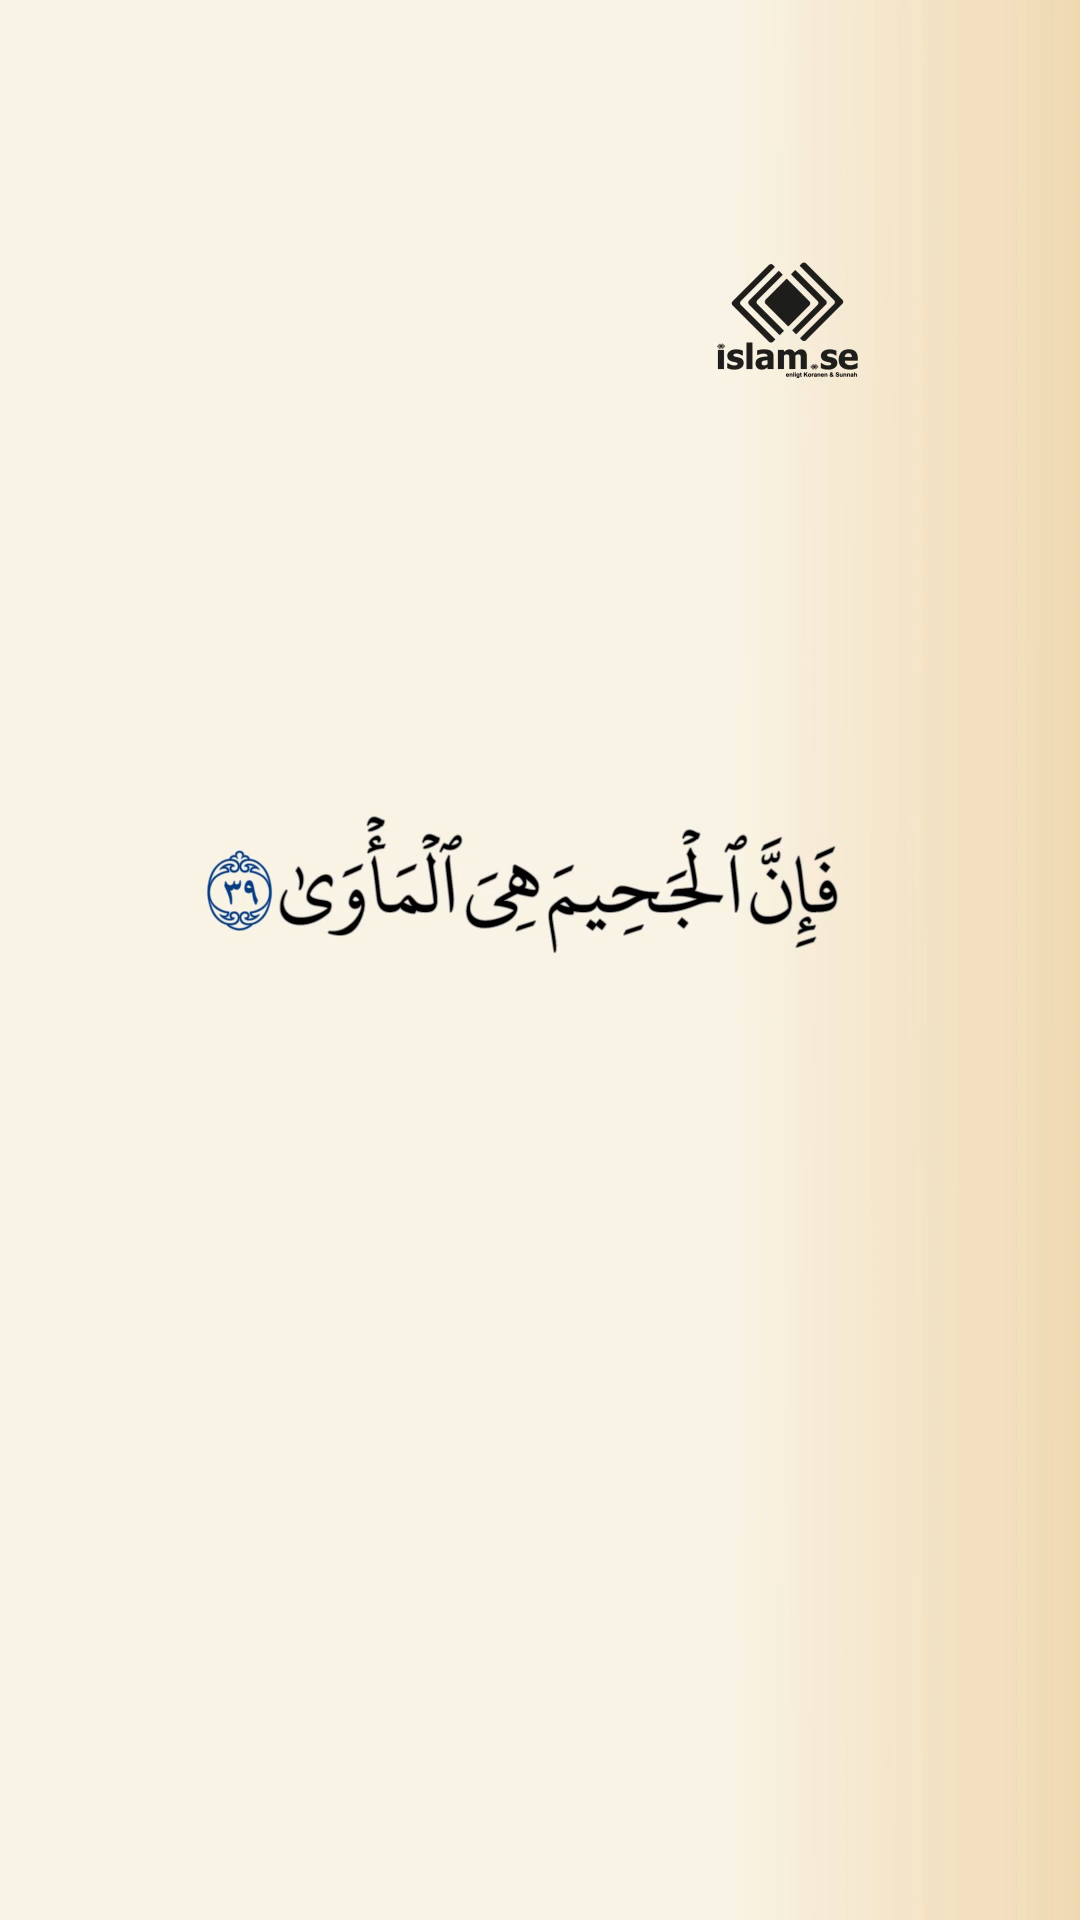 islam.se
enligt Koranen & Sunnah
فَإِنَّ ٱلْجَحِيمَ هِىَ ٱلْمَأْوَىٰ ٣٩